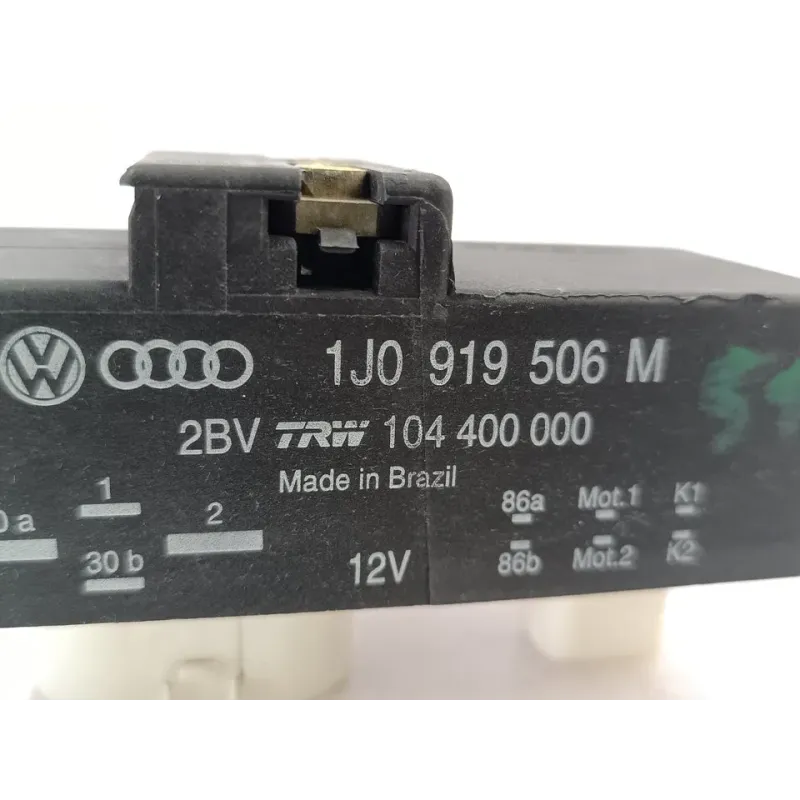 1J0 919 506 M
2BV TRW 104 400 000
Made in Brazil
1 2
0 a
30 b
12V
86a Mot.1 K1
86b Mot.2 K2